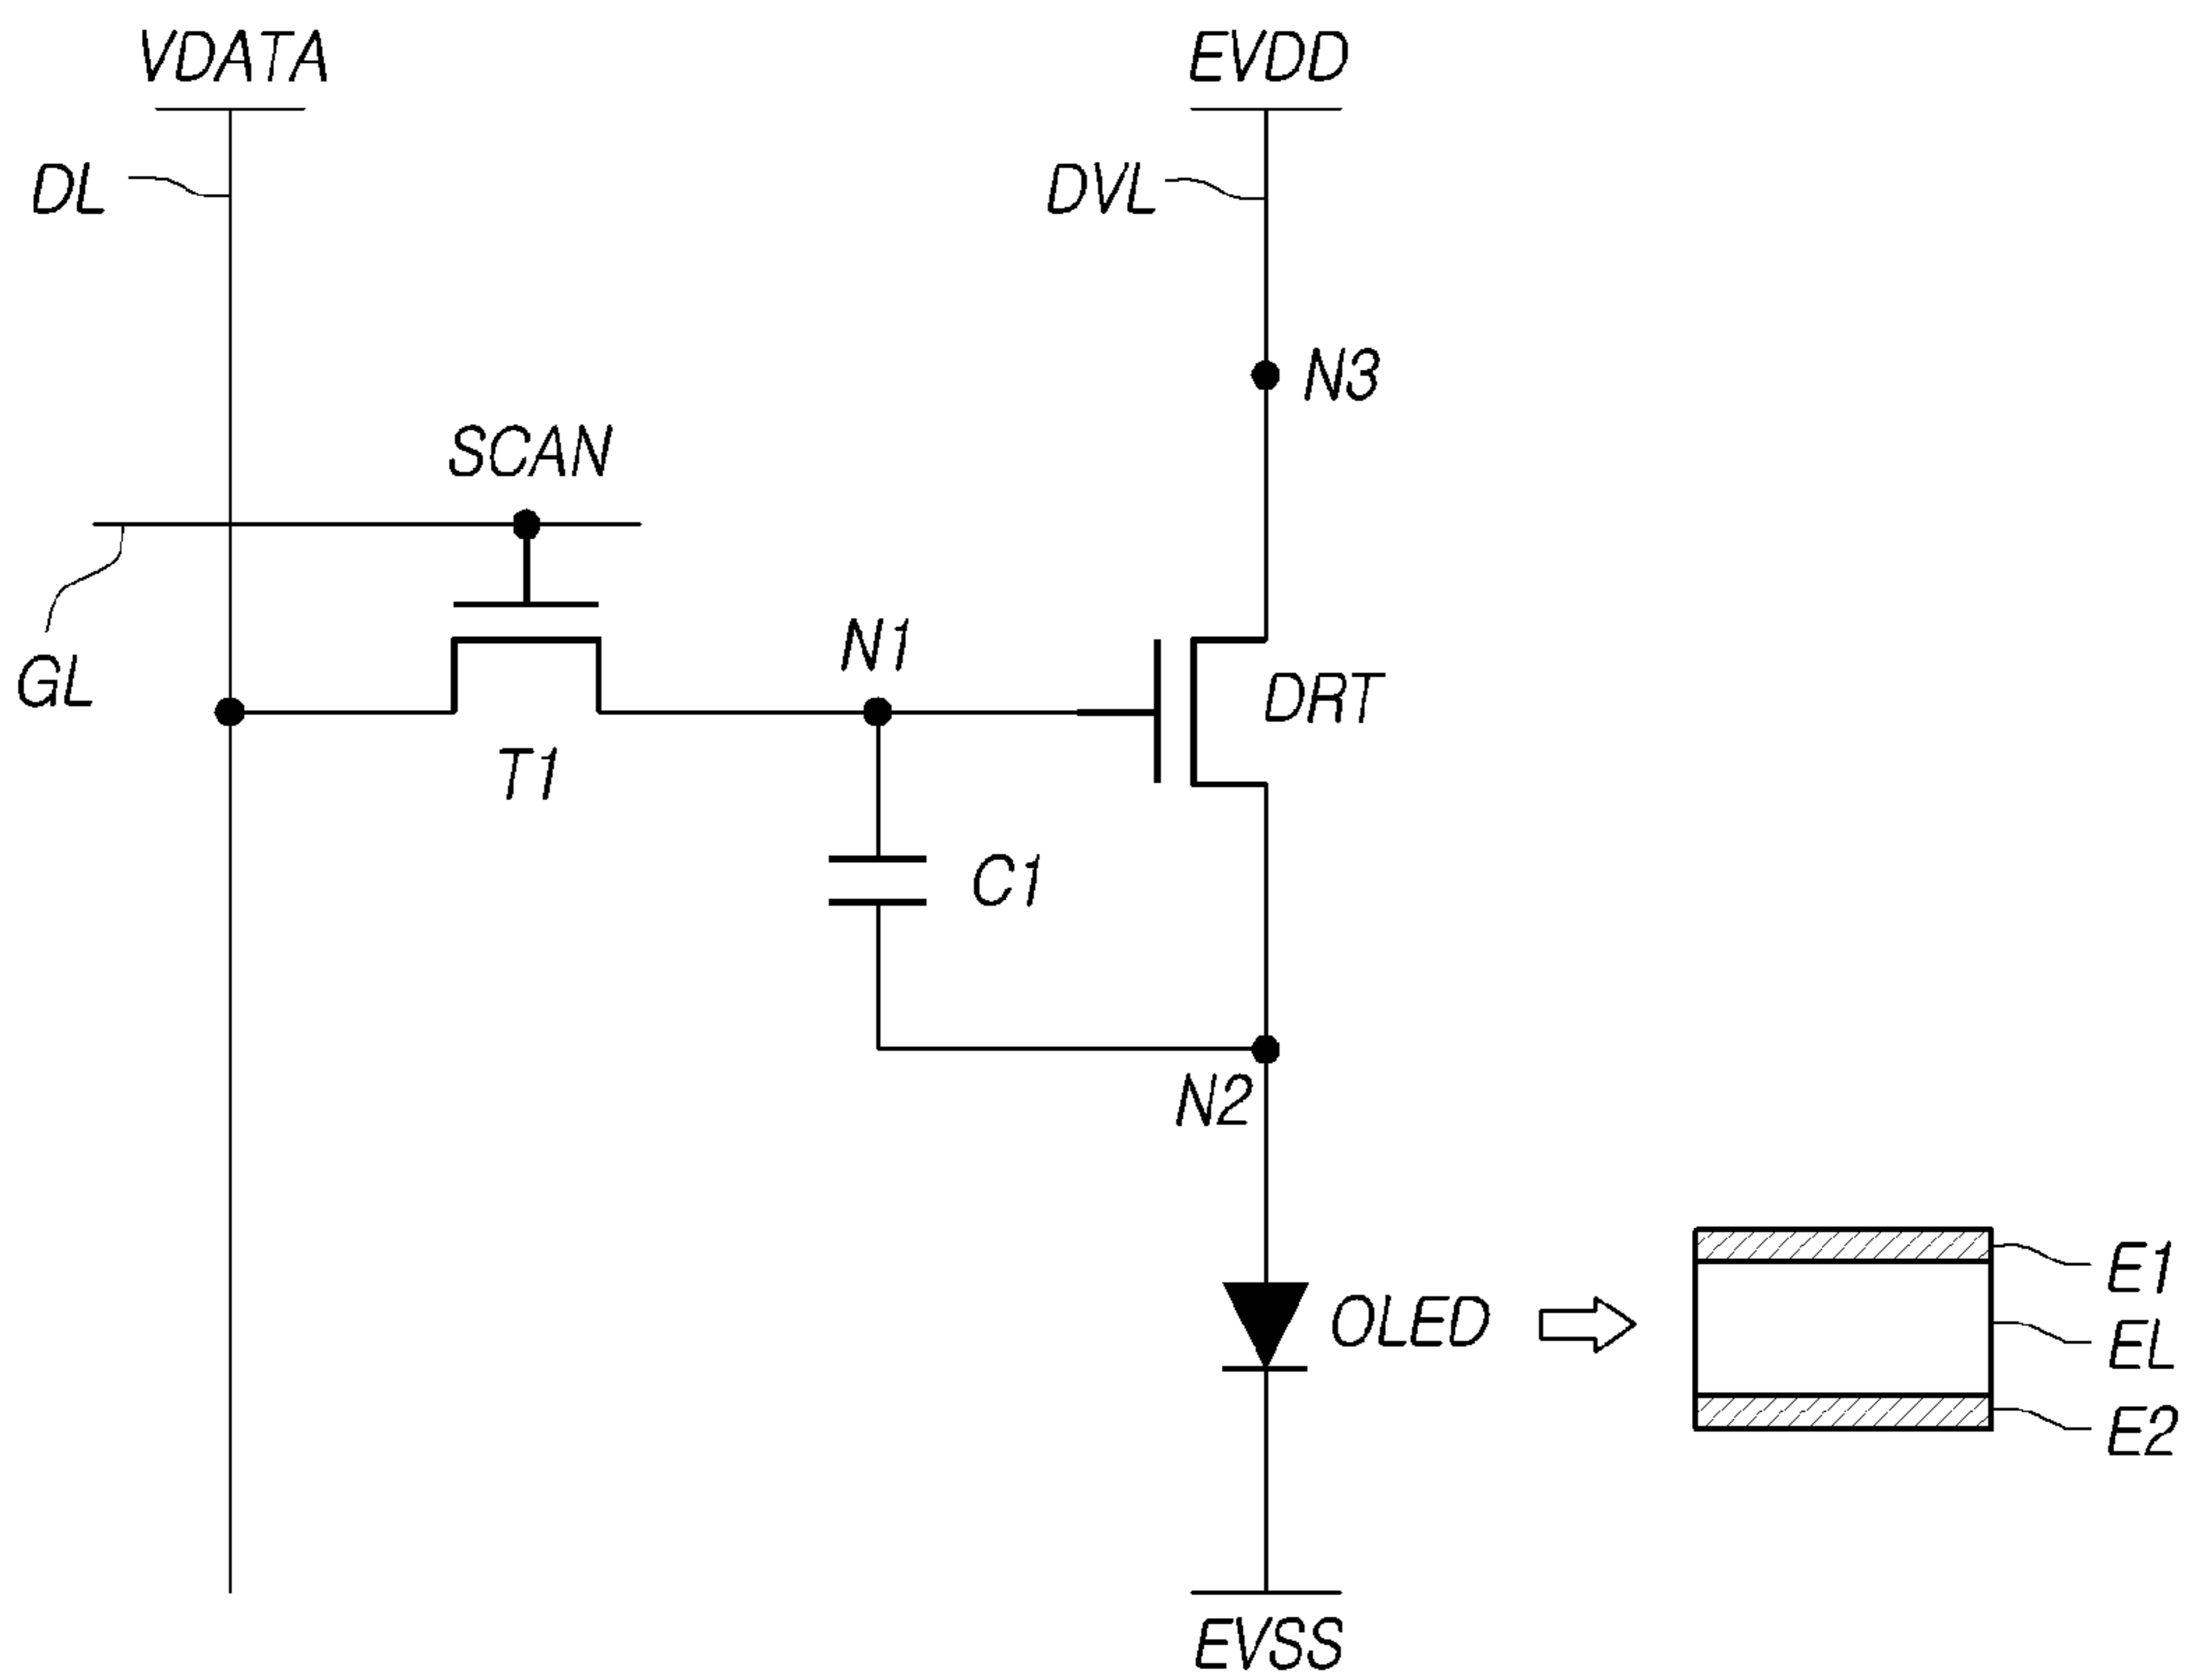 VDATA
EVDD
DL
DVL
N3
SCAN
N1
GL
DRT
T1
C1
N2
E1
OLED
EL
E2
EVSS